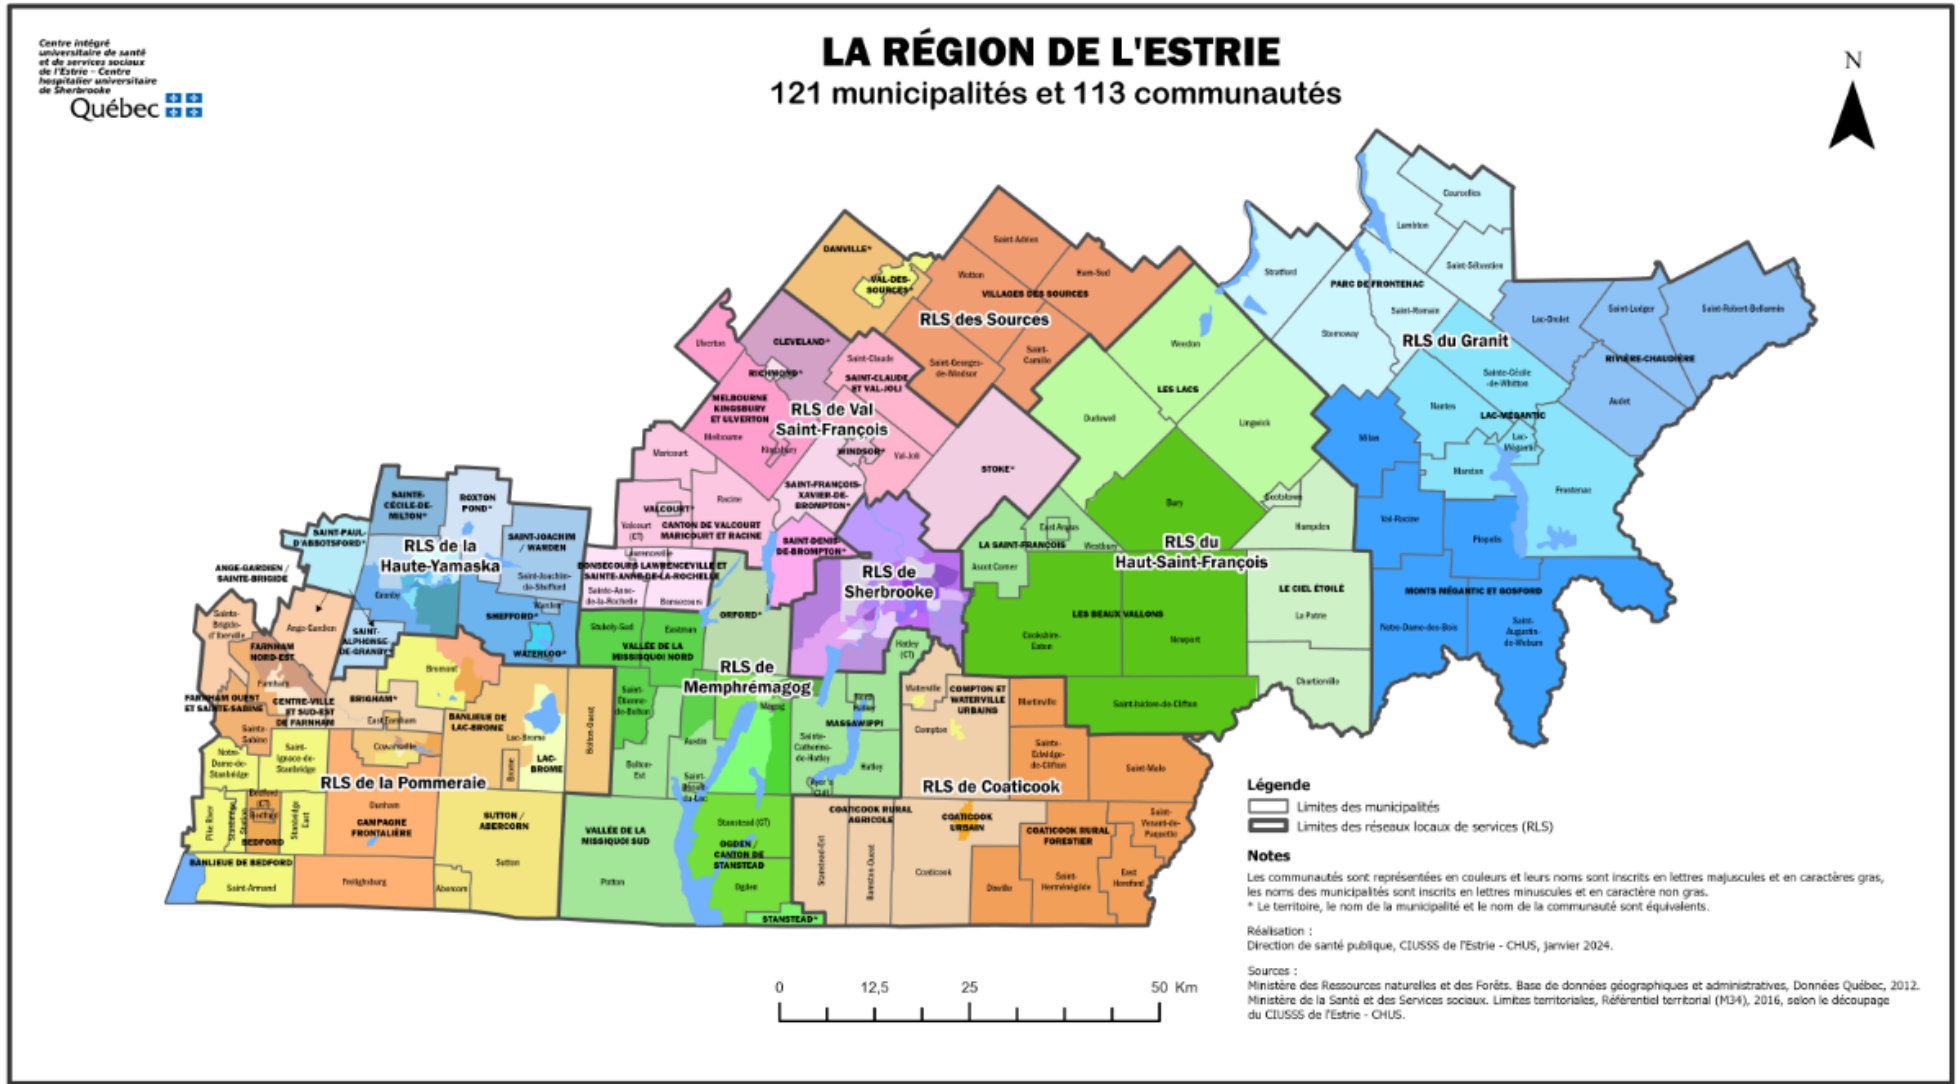 Centre intégré
universitaire de santé
et de services sociaux
de l'Estrie – Centre
hospitalier universitaire
de Sherbrooke
Québec
LA RÉGION DE L'ESTRIE
121 municipalités et 113 communautés
N
Courcelles
Lambton
Saint-Sébastien
Stratford
PARC DE FRONTENAC
Saint-Romain
Stornoway
RLS du Granit
Lac-Drolet
Saint-Ludger
Saint-Robert-Bellarmin
RIVIÈRE-CHAUDIÈRE
Audet
Sainte-Cécile
-de-Whitton
Nantes
LAC-MÉGANTIC
Lac-
Mégantic
Marston
Frontenac
Milan
Val-Racine
Piopolis
MONTS MÉGANTIC ET GOSFORD
Notre-Dame-des-Bois
Saint-
Augustin-
de-Woburn
DANVILLE*
VAL-DES-
SOURCES*
Saint-Adrien
Wotton
Ham-Sud
VILLAGES DES SOURCES
RLS des Sources
Saint-Georges-
de-Windsor
Saint-
Camille
Ulverton
CLEVELAND*
RICHMOND*
Saint-Claude
SAINT-CLAUDE
ET VAL-JOLI
MELBOURNE
KINGSBURY
ET ULVERTON
RLS de Val
Saint-François
Melbourne
Kingsbury
WINDSOR*
Val-Joli
STOKE*
Maricourt
Racine
SAINT-FRANÇOIS-
XAVIER-DE-
BROMPTON*
VALCOURT*
Valcourt
(CT)
CANTON DE VALCOURT
MARICOURT ET RACINE
SAINT-DENIS-
DE-BROMPTON*
Lawrenceville
BONSECOURS LAWRENCEVILLE ET
SAINTE-ANNE-DE-LA-ROCHELLE
Sainte-Anne-
de-la-Rochelle
Bonsecours
Weedon
LES LACS
Dudswell
Lingwick
Bury
Scotstown
Hampden
East Angus
LA SAINT-FRANÇOIS
Westbury
Ascot Corner
RLS du
Haut-Saint-François
LE CIEL ÉTOILÉ
La Patrie
LES BEAUX VALLONS
Cookshire-
Eaton
Newport
Chartierville
Saint-Isidore-de-Clifton
RLS de
Sherbrooke
SAINTE-
CÉCILE-DE-
MILTON*
ROXTON
POND*
SAINT-PAUL-
D'ABBOTSFORD*
RLS de la
Haute-Yamaska
SAINT-JOACHIM
/ WARDEN
Saint-Joachim-
de-Shefford
Warden
Granby
SHEFFORD*
WATERLOO*
SAINT-
ALPHONSE-
DE-GRANBY*
ANGE-GARDIEN /
SAINTE-BRIGIDE
Sainte-
Brigide-
d'Iberville
Ange-Gardien
FARNHAM
NORD-EST
Farnham
FARNHAM OUEST
ET SAINTE-SABINE
CENTRE-VILLE
ET SUD-EST
DE FARNHAM
Sainte-
Sabine
BRIGHAM*
East Farnham
Bromont
BANLIEUE DE
LAC-BROME
Lac-Brome
LAC-
BROME
Brome
Bolton-Ouest
Notre-
Dame-de-
Stanbridge
Saint-
Ignace-de-
Stanbridge
Cowansville
RLS de la Pommeraie
Pike River
Stanbridge
Station
Bedford
(CT)
Bedford
BEDFORD
Stanbridge
East
Dunham
CAMPAGNE
FRONTALIÈRE
SUTTON /
ABERCORN
Sutton
BANLIEUE DE BEDFORD
Saint-Armand
Frelighsburg
Abercorn
Stukely-Sud
Eastman
ORFORD*
VALLÉE DE LA
MISSISQUOI NORD
RLS de
Memphrémagog
Saint-
Étienne-
de-Bolton
Magog
Austin
Bolton-
Est
Saint-
Benoît-
du-Lac
Hatley
(CT)
North
Hatley
MASSAWIPPI
Sainte-
Catherine-
de-Hatley
Hatley
Ayer's
Cliff
VALLÉE DE LA
MISSIQUOI SUD
Potton
Stanstead (CT)
OGDEN /
CANTON DE
STANSTEAD
Ogden
STANSTEAD*
Waterville
COMPTON ET
WATERVILLE
URBAINS
Compton
Martinville
Sainte-
Edwidge-
de-Clifton
Saint-Malo
RLS de Coaticook
COATICOOK RURAL
AGRICOLE
COATICOOK
URBAIN
COATICOOK RURAL
FORESTIER
Saint-
Venant-de-
Paquette
Stanstead-Est
Barnston-Ouest
Coaticook
Dixville
Saint-
Herménégilde
East
Hereford
Légende
Limites des municipalités
Limites des réseaux locaux de services (RLS)
Notes
Les communautés sont représentées en couleurs et leurs noms sont inscrits en lettres majuscules et en caractères gras,
les noms des municipalités sont inscrits en lettres minuscules et en caractère non gras.
* Le territoire, le nom de la municipalité et le nom de la communauté sont équivalents.
Réalisation :
Direction de santé publique, CIUSSS de l'Estrie - CHUS, janvier 2024.
Sources :
Ministère des Ressources naturelles et des Forêts. Base de données géographiques et administratives, Données Québec, 2012.
Ministère de la Santé et des Services sociaux. Limites territoriales, Référentiel territorial (M34), 2016, selon le découpage
du CIUSSS de l'Estrie - CHUS.
0 12,5 25 50 Km